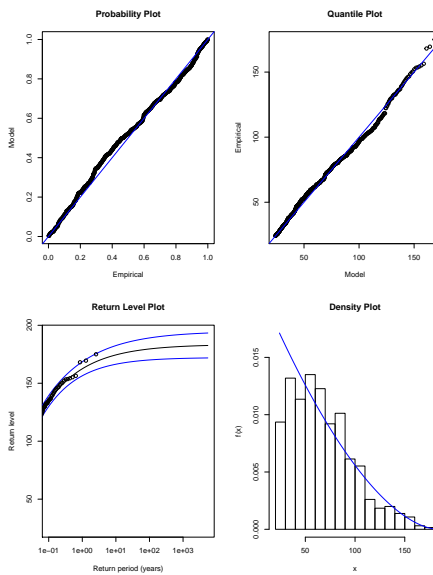 Probability Plot
Model
0.0 0.2 0.4 0.6 0.8 1.0
0.0 0.2 0.4 0.6 0.8 1.0
Empirical
Quantile Plot
Empirical
50 100 150
50 100 150
Model
Return Level Plot
Return level
50 100 150 200
1e−01 1e+00 1e+01 1e+02 1e+03
Return period (years)
Density Plot
f(x)
0.000 0.005 0.010 0.015
50 100 150
x